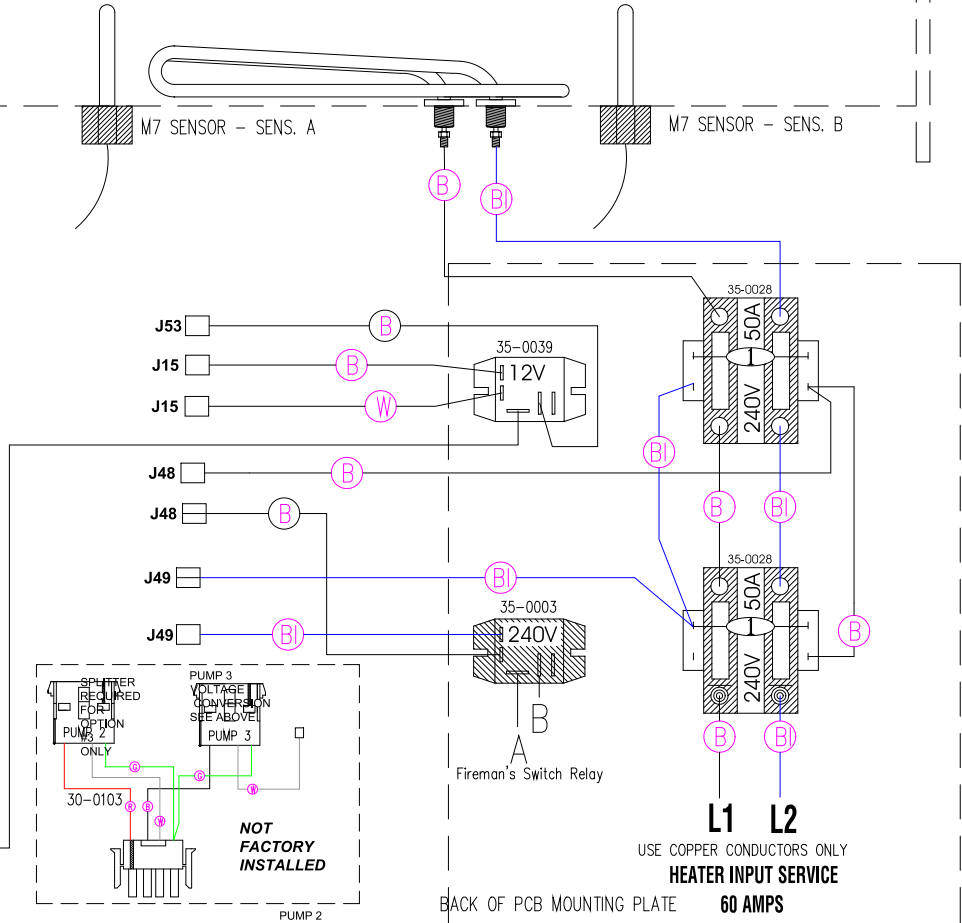 M7 SENSOR - SENS. A
M7 SENSOR - SENS. B
B
Bl
35-0028
50A
1
240V
J53
B
35-0039
12V
J15
B
J15
W
Bl
J48
B
B
Bl
J48
B
35-0028
50A
1
240V
J49
Bl
35-0003
240V
J49
Bl
B
B
A
Fireman's Switch Relay
B
Bl
SPLITTER
REQUIRED
FOR
OPTION
#3
ONLY
PUMP 2
PUMP 3
VOLTAGE
CONVERSION
SEE ABOVE
PUMP 3
G
G
W
30-0103
R
B
W
NOT
FACTORY
INSTALLED
PUMP 2
L1 L2
USE COPPER CONDUCTORS ONLY
HEATER INPUT SERVICE
60 AMPS
BACK OF PCB MOUNTING PLATE